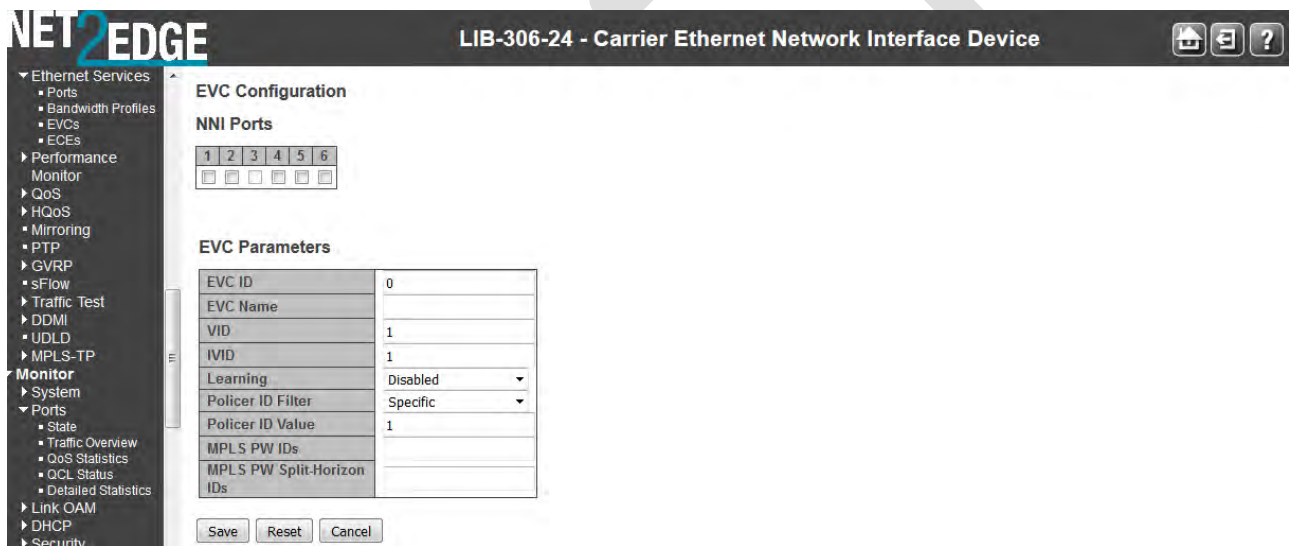 NET2EDGE
LIB-306-24 - Carrier Ethernet Network Interface Device
?
Ethernet Services
Ports
Bandwidth Profiles
EVCs
ECEs
Performance
Monitor
QoS
HQoS
Mirroring
PTP
GVRP
sFlow
Traffic Test
DDMI
UDLD
MPLS-TP
Monitor
System
Ports
State
Traffic Overview
QoS Statistics
QCL Status
Detailed Statistics
Link OAM
DHCP
Security
EVC Configuration
NNI Ports
1 2 3 4 5 6
EVC Parameters
EVC ID 0
EVC Name
VID 1
IVID 1
Learning Disabled
Policer ID Filter Specific
Policer ID Value 1
MPLS PW IDs
MPLS PW Split-Horizon
IDs
Save Reset Cancel